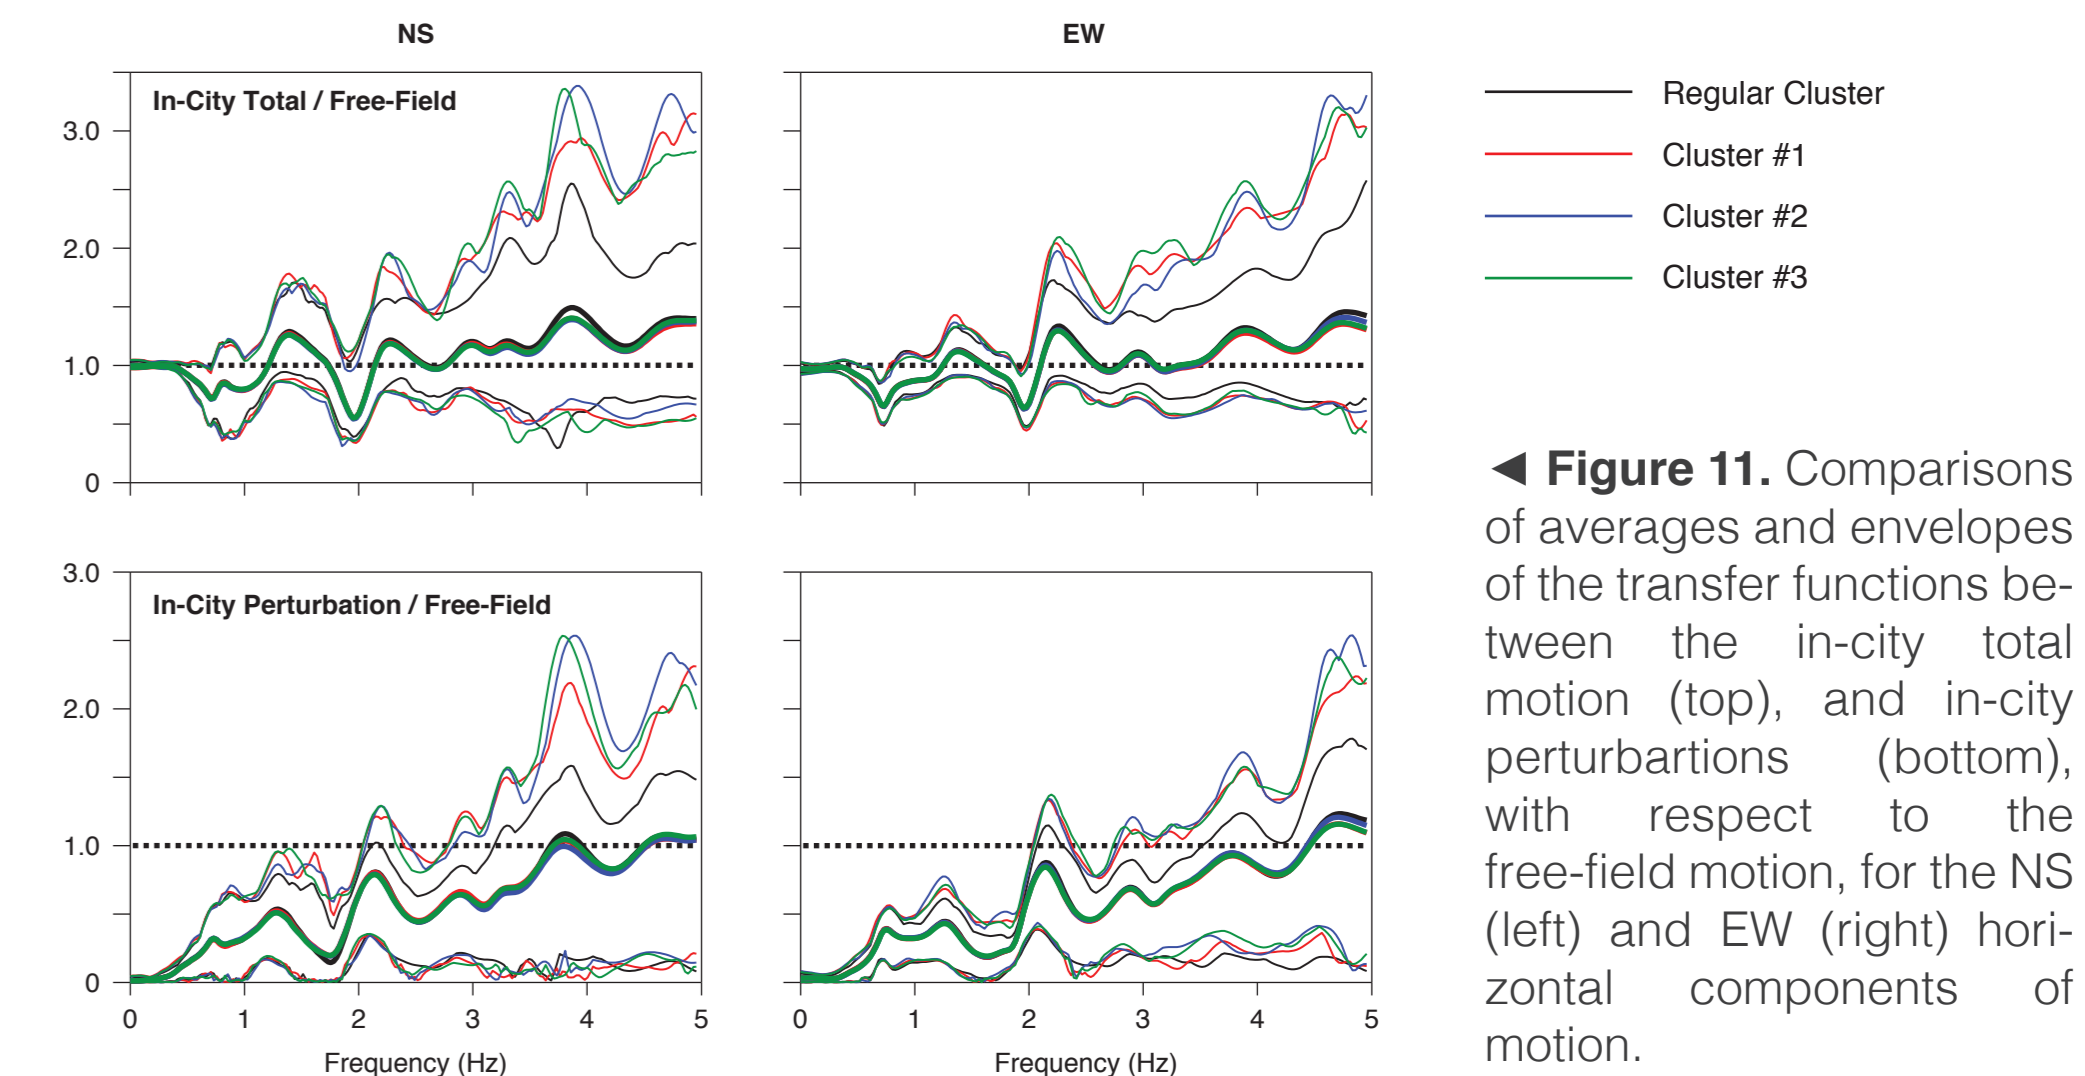 NS
EW
In-City Total / Free-Field
3.0
2.0
1.0
0
Regular Cluster
Cluster #1
Cluster #2
Cluster #3
3.0
In-City Perturbation / Free-Field
2.0
1.0
0
0 1 2 3 4 5
0 1 2 3 4 5
Frequency (Hz)
Frequency (Hz)
◄ Figure 11. Comparisons
of averages and envelopes
of the transfer functions be-
tween the in-city total
motion (top), and in-city
perturbartions (bottom),
with respect to the
free-field motion, for the NS
(left) and EW (right) hori-
zontal components of
motion.